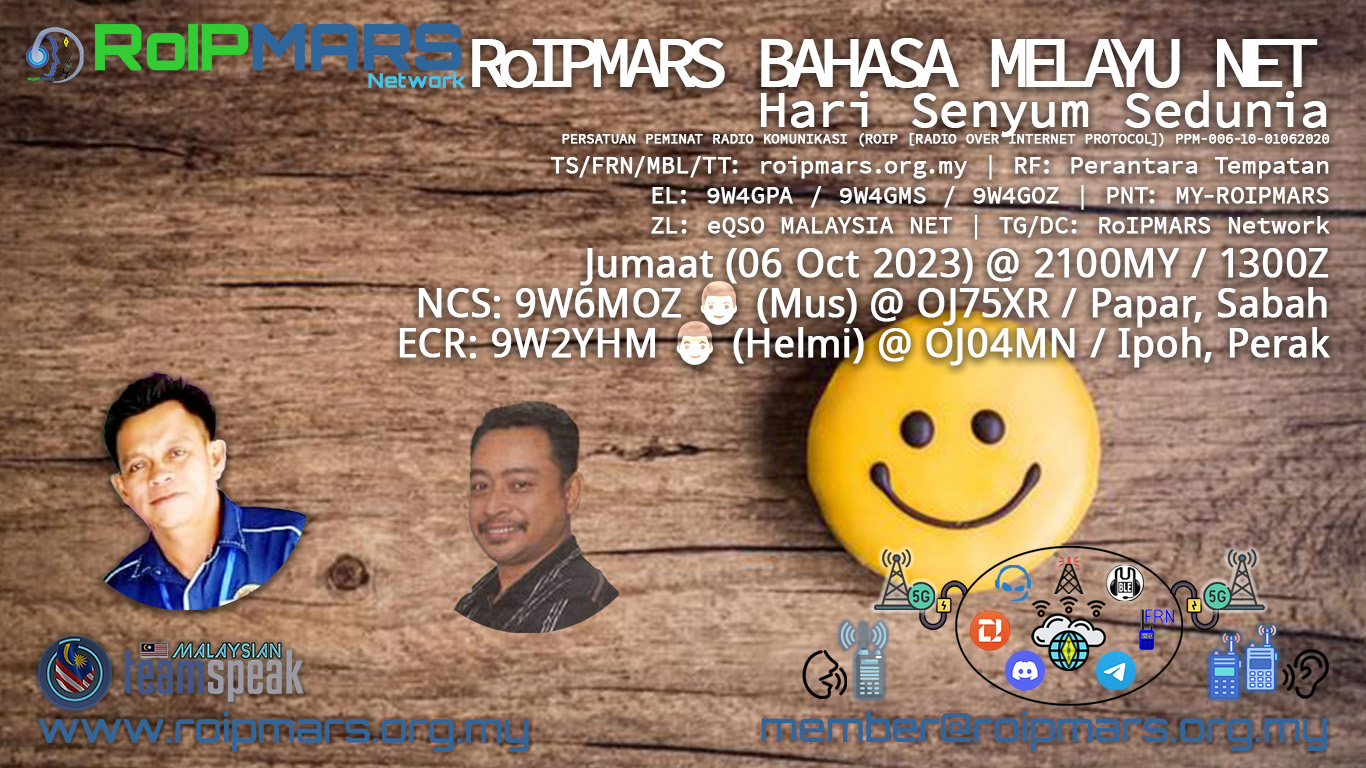 RoIPMARS
Network
RoIPMARS BAHASA MELAYU NET
Hari Senyum Sedunia
PERSATUAN PEMINAT RADIO KOMUNIKASI (ROIP [RADIO OVER INTERNET PROTOCOL]) PPM-006-10-01062020
TS/FRN/MBL/TT: roipmars.org.my | RF: Perantara Tempatan
EL: 9W4GPA / 9W4GMS / 9W4GOZ | PNT: MY-ROIPMARS
ZL: eQSO MALAYSIA NET | TG/DC: RoIPMARS Network
Jumaat (06 Oct 2023) @ 2100MY / 1300Z
NCS: 9W6MOZ 👨🏻 (Mus) @ OJ75XR / Papar, Sabah
ECR: 9W2YHM 👨🏻 (Helmi) @ OJ04MN / Ipoh, Perak
5G
BLE
5G
FRN
MALAYSIAN
teamspeak
www.roipmars.org.my
member@roipmars.org.my